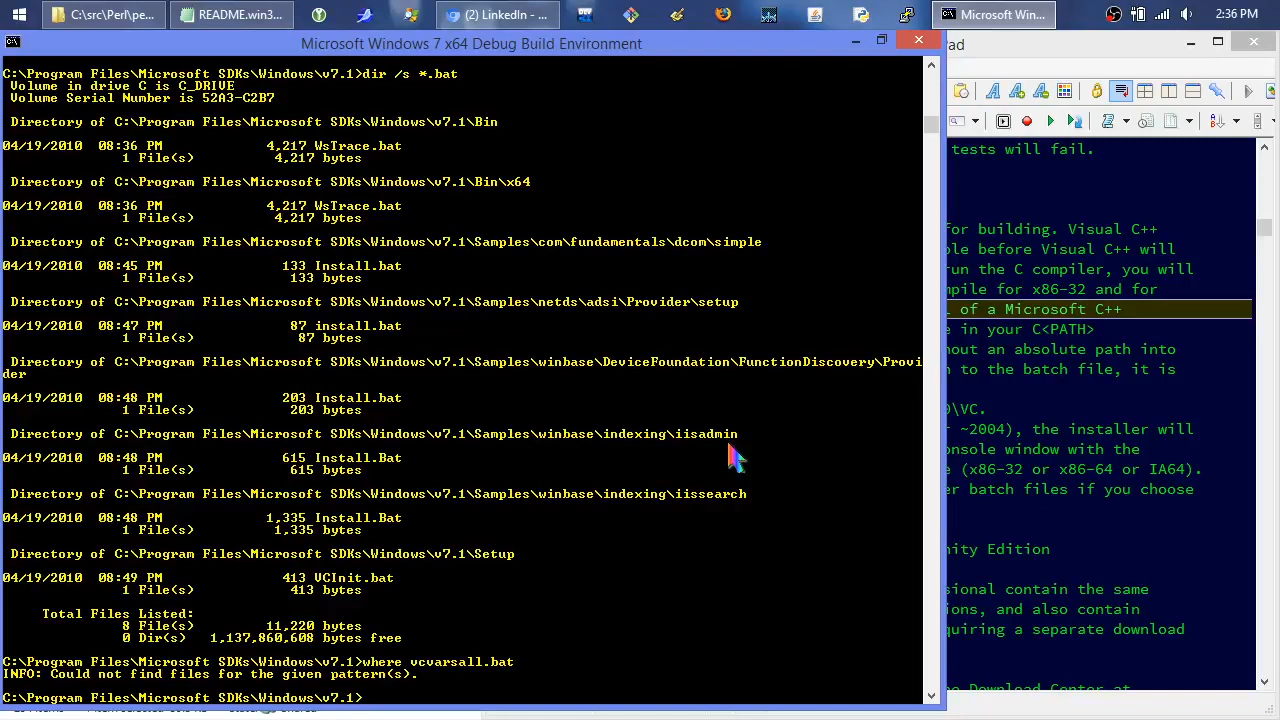 C:\src\Perl\pe...
README.win3...
(20) LinkedIn - ...
Microsoft Win...
2:36 PM
Microsoft Windows 7 x64 Debug Build Environment
ad
C:\Program Files\Microsoft SDKs\Windows\v7.1>dir /s *.bat
Volume in drive C is C_DRIVE
Volume Serial Number is 52A3-C2B7
Directory of C:\Program Files\Microsoft SDKs\Windows\v7.1\Bin
04/19/2010 08:36 PM 4,217 WsTrace.bat
1 File(s) 4,217 bytes
Directory of C:\Program Files\Microsoft SDKs\Windows\v7.1\Bin\x64
04/19/2010 08:36 PM 4,217 WsTrace.bat
1 File(s) 4,217 bytes
Directory of C:\Program Files\Microsoft SDKs\Windows\v7.1\Samples\com\fundamentals\dcom\simple
04/19/2010 08:45 PM 133 Install.bat
1 File(s) 133 bytes
Directory of C:\Program Files\Microsoft SDKs\Windows\v7.1\Samples\netds\adsi\Provider\setup
04/19/2010 08:47 PM 87 install.bat
1 File(s) 87 bytes
Directory of C:\Program Files\Microsoft SDKs\Windows\v7.1\Samples\winbase\DeviceFoundation\FunctionDiscovery\Provi
der
04/19/2010 08:48 PM 203 Install.bat
1 File(s) 203 bytes
Directory of C:\Program Files\Microsoft SDKs\Windows\v7.1\Samples\winbase\indexing\iisadmin
04/19/2010 08:48 PM 615 Install.Bat
1 File(s) 615 bytes
Directory of C:\Program Files\Microsoft SDKs\Windows\v7.1\Samples\winbase\indexing\iissearch
04/19/2010 08:48 PM 1,335 Install.Bat
1 File(s) 1,335 bytes
Directory of C:\Program Files\Microsoft SDKs\Windows\v7.1\Setup
04/19/2010 08:49 PM 413 VCInit.bat
1 File(s) 413 bytes
Total Files Listed:
8 File(s) 11,220 bytes
0 Dir(s) 1,137,860,608 bytes free
C:\Program Files\Microsoft SDKs\Windows\v7.1>where vcvarsall.bat
INFO: Could not find files for the given pattern(s).
C:\Program Files\Microsoft SDKs\Windows\v7.1>
tests will fail.
for building. Visual C++
ole before Visual C++ will
run the C compiler, you will
mpile for x86-32 and for
l of a Microsoft C++
e in your C<PATH>
hout an absolute path into
h to the batch file, it is
0\VC.
r ~2004), the installer will
onsole window with the
e (x86-32 or x86-64 or IA64).
er batch files if you choose
nity Edition
sional contain the same
ions, and also contain
quiring a separate download
he Download Center at